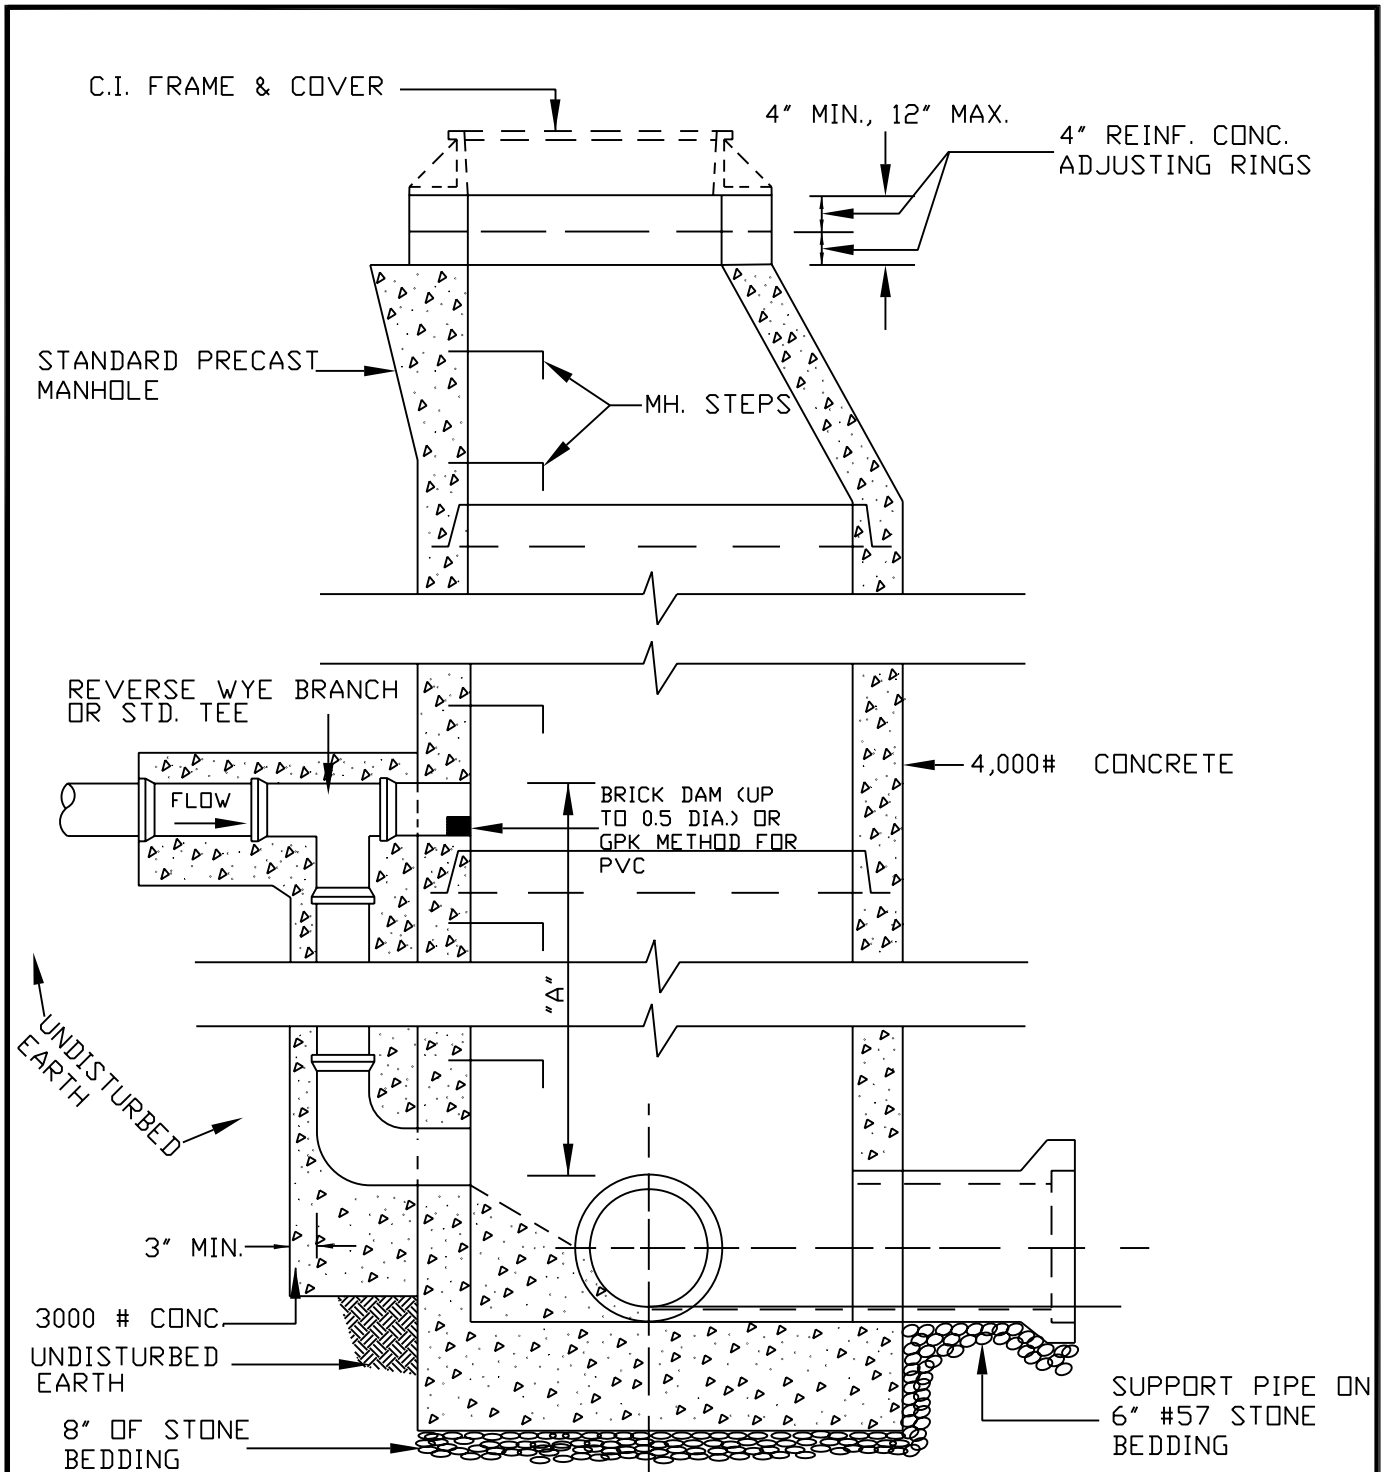 C.I. FRAME & COVER
4" MIN., 12" MAX.
4" REINF. CONC.
ADJUSTING RINGS
STANDARD PRECAST
MANHOLE
MH. STEPS
REVERSE WYE BRANCH
OR STD. TEE
4,000# CONCRETE
FLOW
BRICK DAM (UP
TO 0.5 DIA.) OR
GPK METHOD FOR
PVC
"A"
UNDISTURBED
EARTH
3" MIN.
3000 # CONC.
UNDISTURBED
EARTH
8" OF STONE
BEDDING
SUPPORT PIPE ON
6" #57 STONE
BEDDING